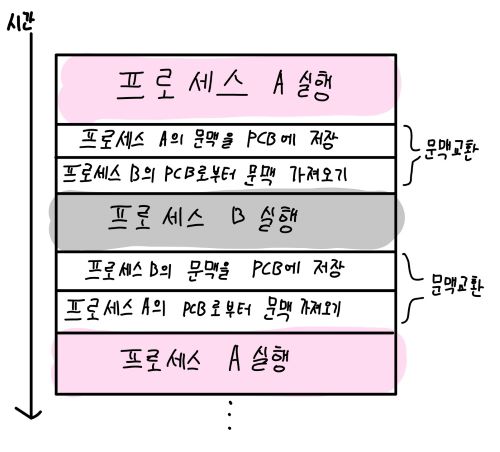 시간
프로세스 A 실행
프로세스 A의 문맥을 PCB에 저장
프로세스 B의 PCB로부터 문맥 가져오기
문맥교환
프로세스 B 실행
프로세스 B의 문맥을 PCB에 저장
프로세스 A의 PCB로부터 문맥 가져오기
문맥교환
프로세스 A 실행